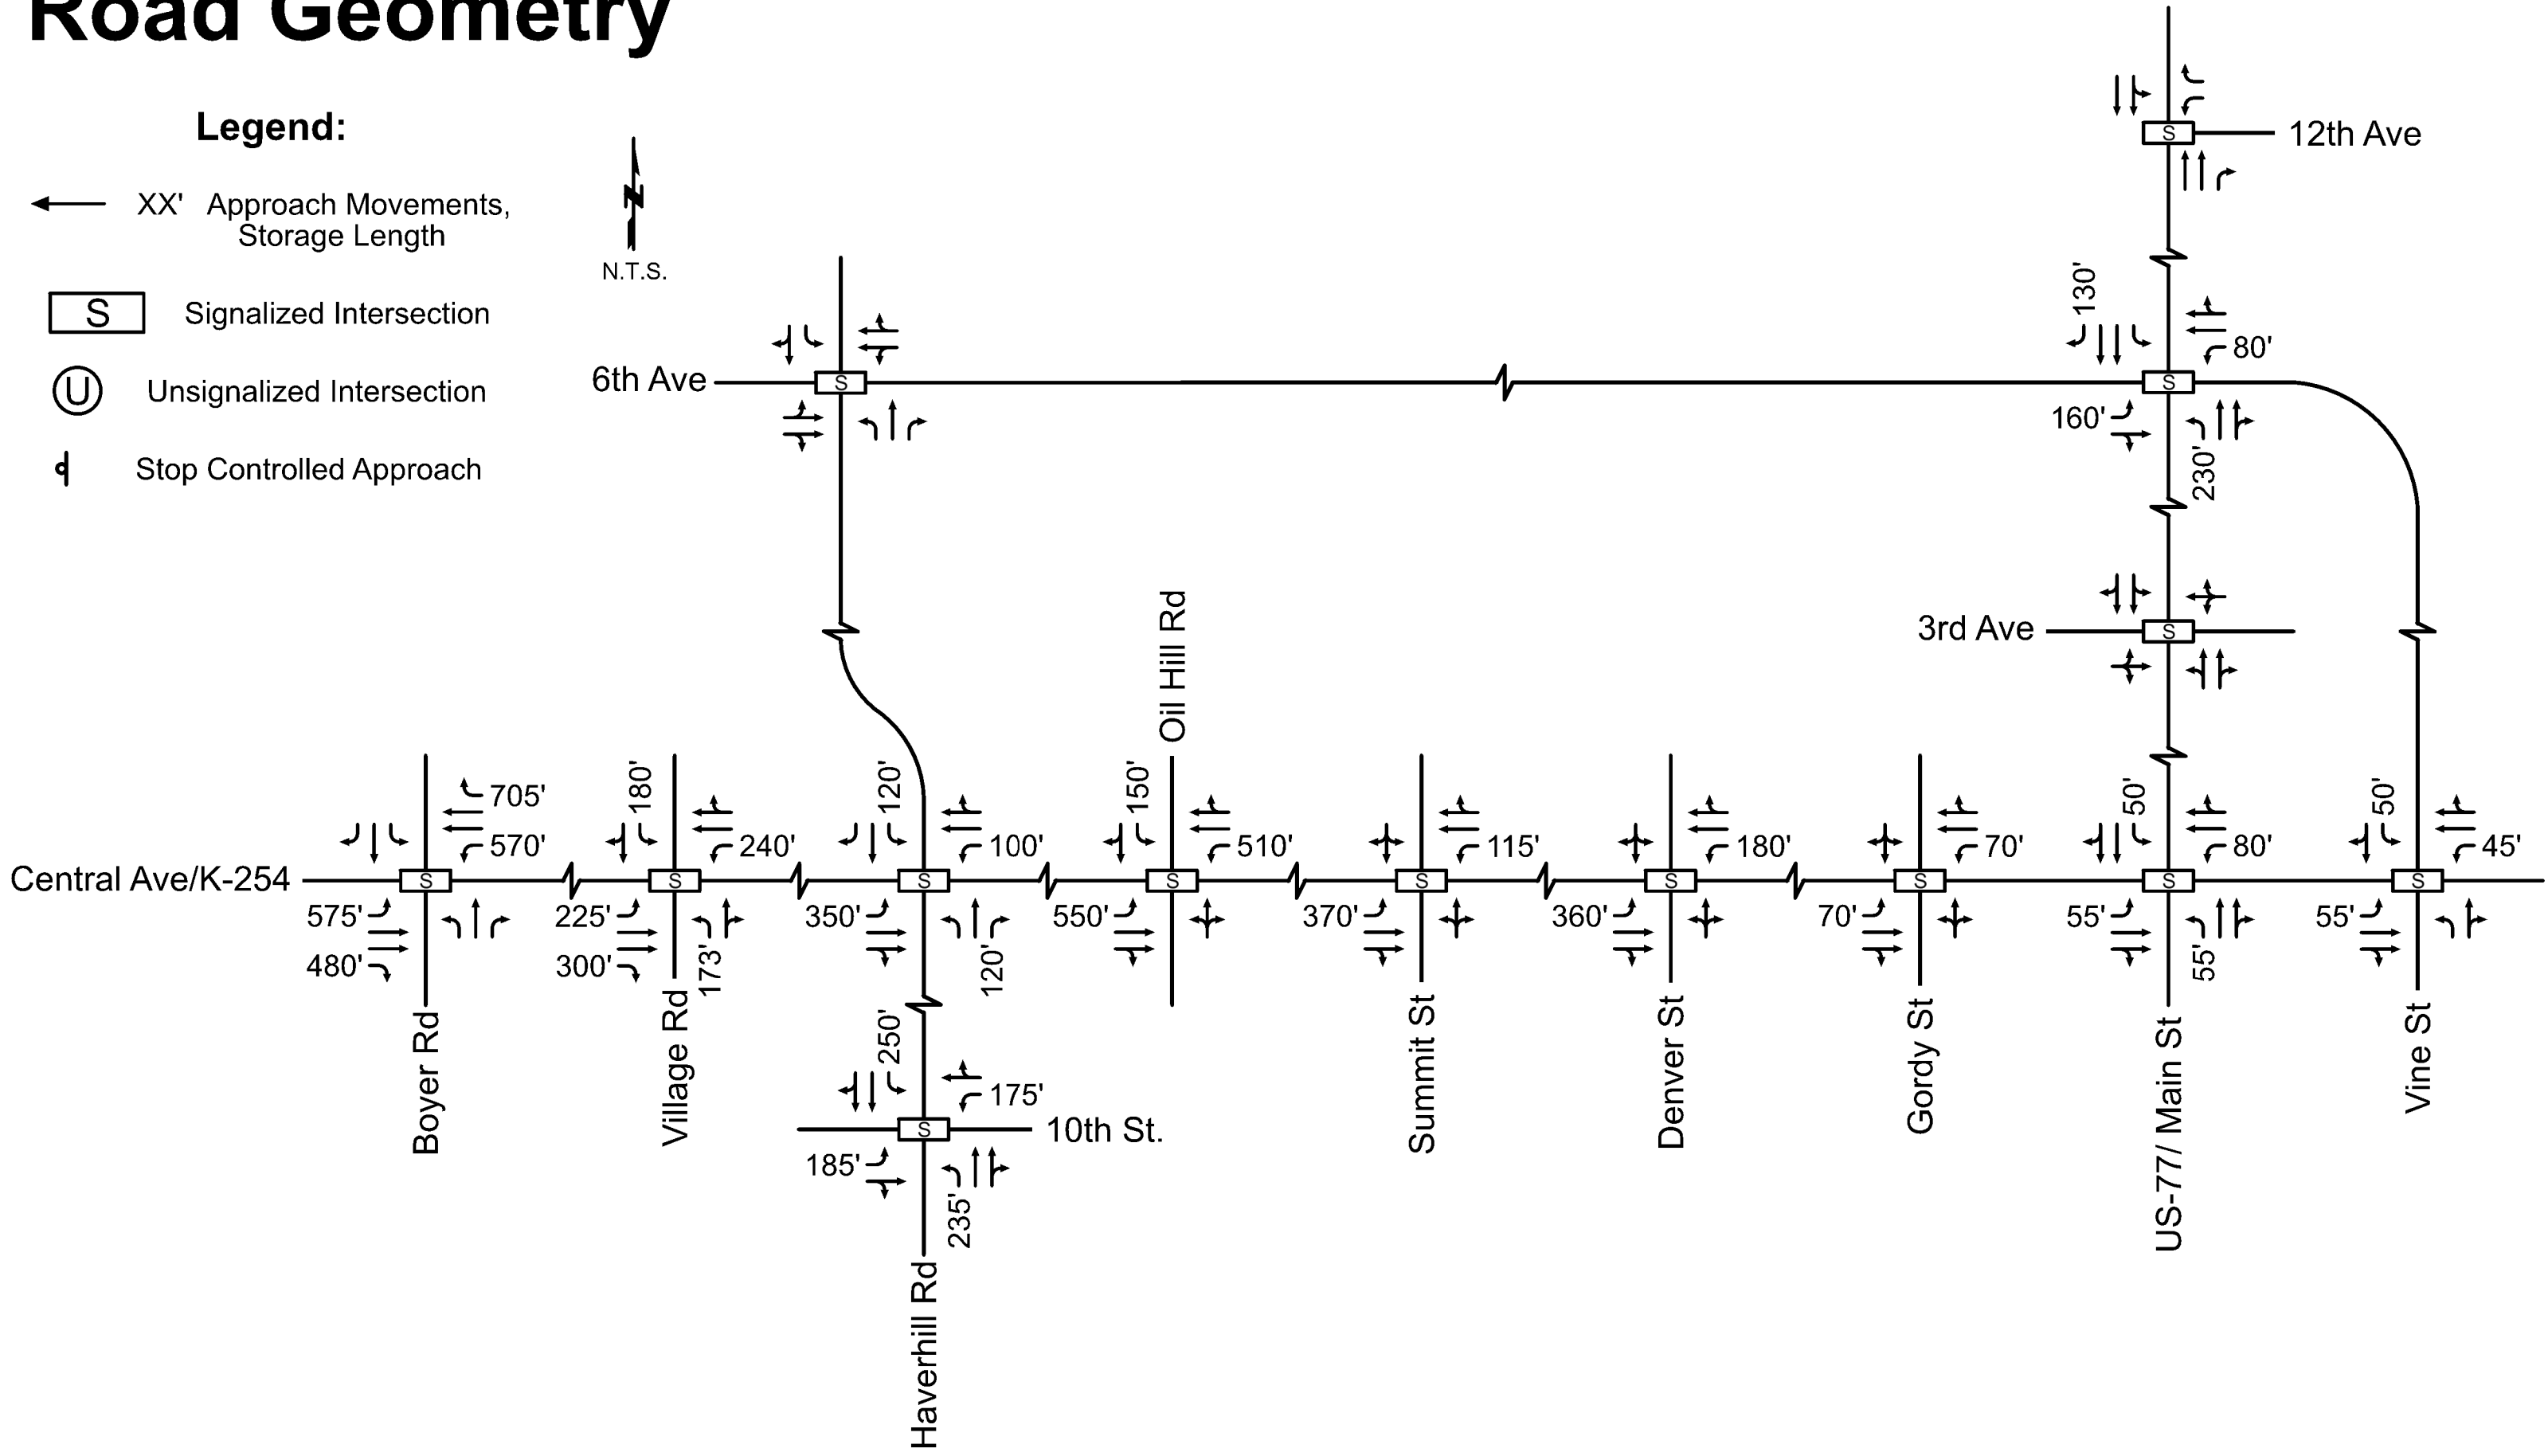 Road Geometry
Legend:
XX' Approach Movements,
Storage Length
S Signalized Intersection
U Unsignalized Intersection
Stop Controlled Approach
N.T.S.
S
12th Ave
130'
6th Ave
S
S
80'
160'
230'
3rd Ave
S
Oil Hill Rd
705'
570'
180'
240'
120'
100'
150'
510'
115'
180'
70'
50'
80'
50'
45'
Central Ave/K-254
S
S
S
S
S
S
S
S
S
575'
480'
225'
300'
173'
350'
120'
550'
370'
360'
70'
55'
55'
55'
Boyer Rd
Village Rd
Summit St
Denver St
Gordy St
US-77/ Main St
Vine St
250'
175'
S
10th St.
185'
235'
Haverhill Rd